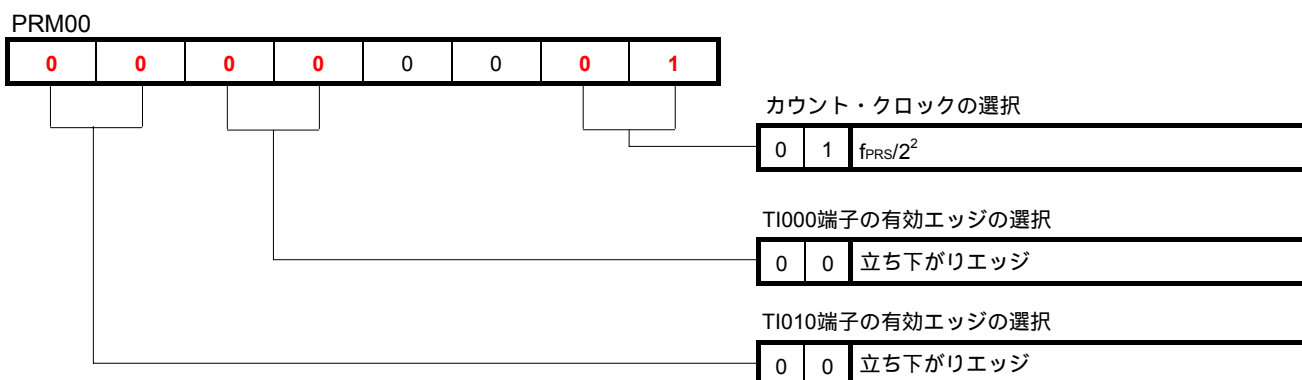 PRM00
0 0 0 0 0 0 0 1
カウント・クロックの選択
0 1 fPRS/2²
TI000端子の有効エッジの選択
0 0 立ち下がりエッジ
TI010端子の有効エッジの選択
0 0 立ち下がりエッジ